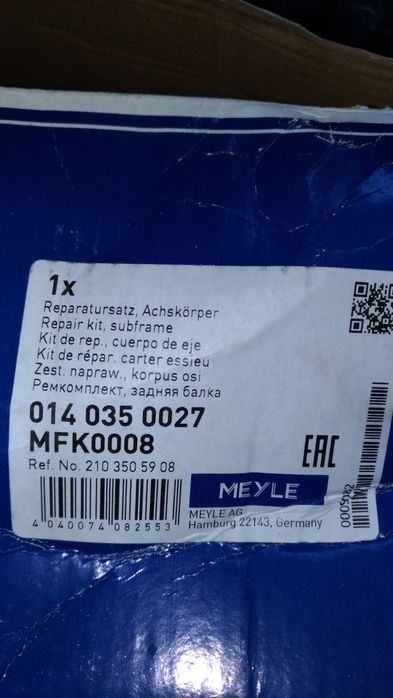 1x
Reparatursatz, Achskörper
Repair kit, subframe
Kit de rep., cuerpo de eje
Kit de répar. carter essieu
Zest. napraw., korpus osi
Ремкомплект, задняя балка
014 035 0027
MFK0008
Ref. No. 210 350 59 08
EAC
MEYLE
MEYLE AG
Hamburg 22143, Germany
4 040074 082553